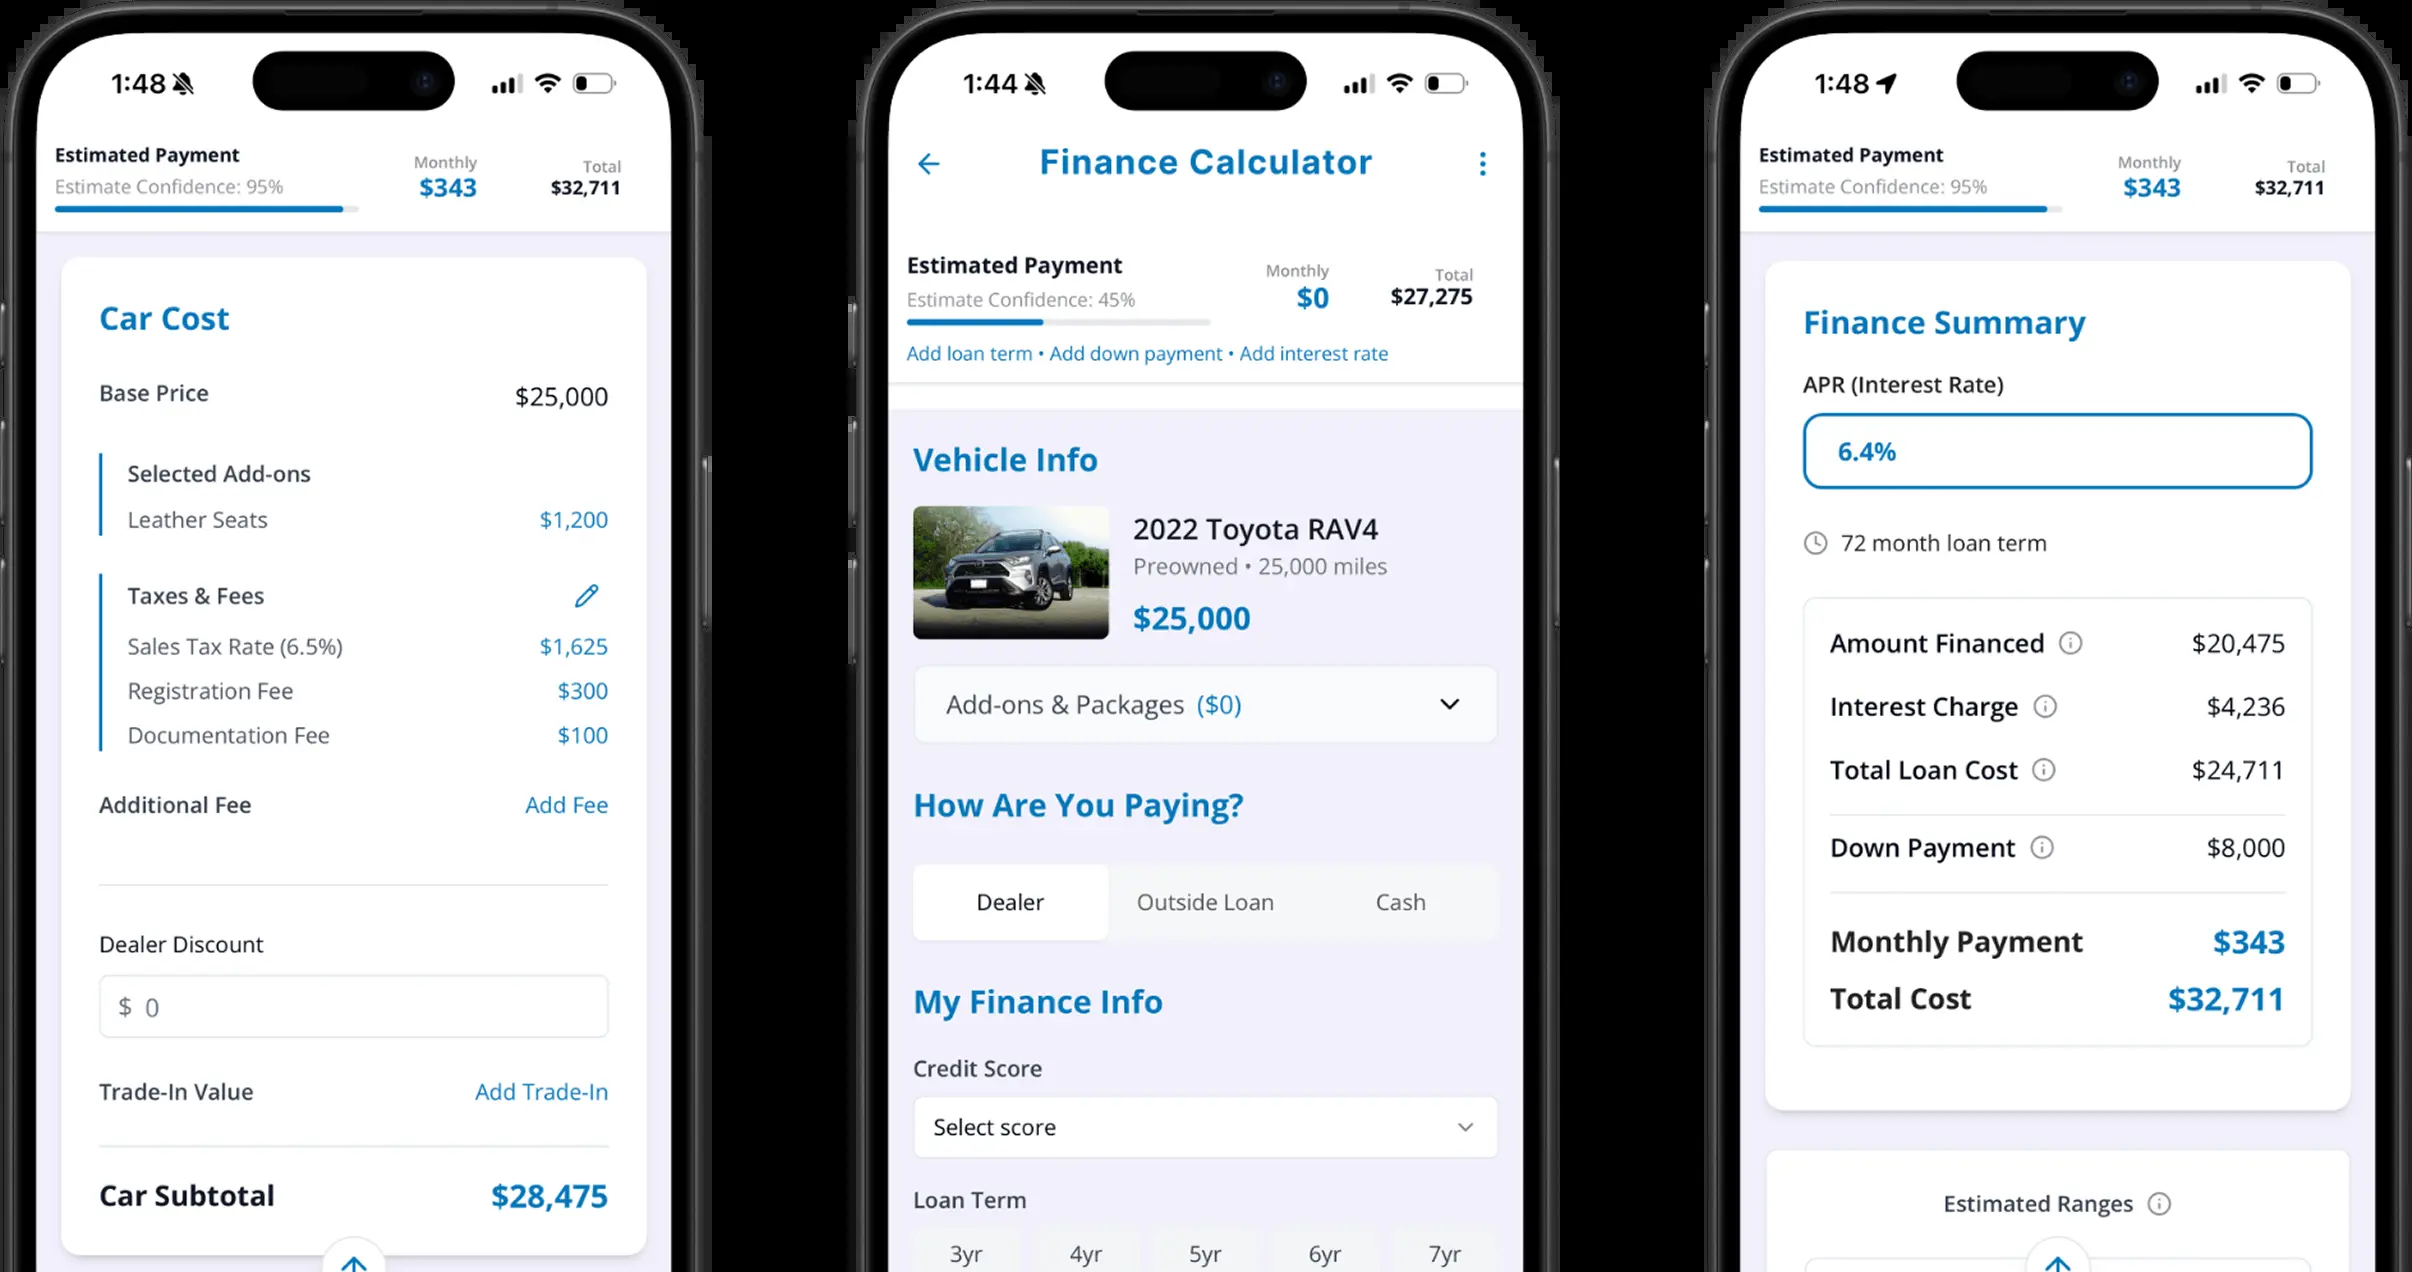 1:48
Estimated Payment
Estimate Confidence: 95%
Monthly
$343
Total
$32,711
Car Cost
Base Price $25,000
Selected Add-ons
Leather Seats $1,200
Taxes & Fees
Sales Tax Rate (6.5%) $1,625
Registration Fee $300
Documentation Fee $100
Additional Fee Add Fee
Dealer Discount
$ 0
Trade-In Value Add Trade-In
Car Subtotal $28,475
1:44
Finance Calculator
Estimated Payment
Estimate Confidence: 45%
Monthly
$0
Total
$27,275
Add loan term • Add down payment • Add interest rate
Vehicle Info
2022 Toyota RAV4
Preowned • 25,000 miles
$25,000
Add-ons & Packages ($0)
How Are You Paying?
Dealer Outside Loan Cash
My Finance Info
Credit Score
Select score
Loan Term
3yr 4yr 5yr 6yr 7yr
1:48
Estimated Payment
Estimate Confidence: 95%
Monthly
$343
Total
$32,711
Finance Summary
APR (Interest Rate)
6.4%
72 month loan term
Amount Financed $20,475
Interest Charge $4,236
Total Loan Cost $24,711
Down Payment $8,000
Monthly Payment $343
Total Cost $32,711
Estimated Ranges